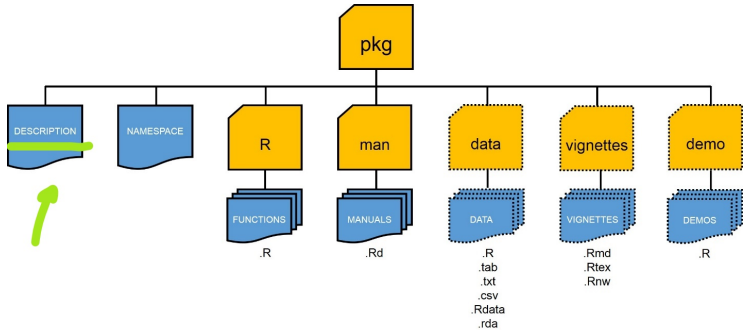 pkg
DESCRIPTION
NAMESPACE
R
man
data
vignettes
demo
FUNCTIONS
MANUALS
DATA
VIGNETTES
DEMOS
.R
.Rd
.R
.tab
.txt
.csv
.Rdata
.rda
.Rmd
.Rtex
.Rnw
.R